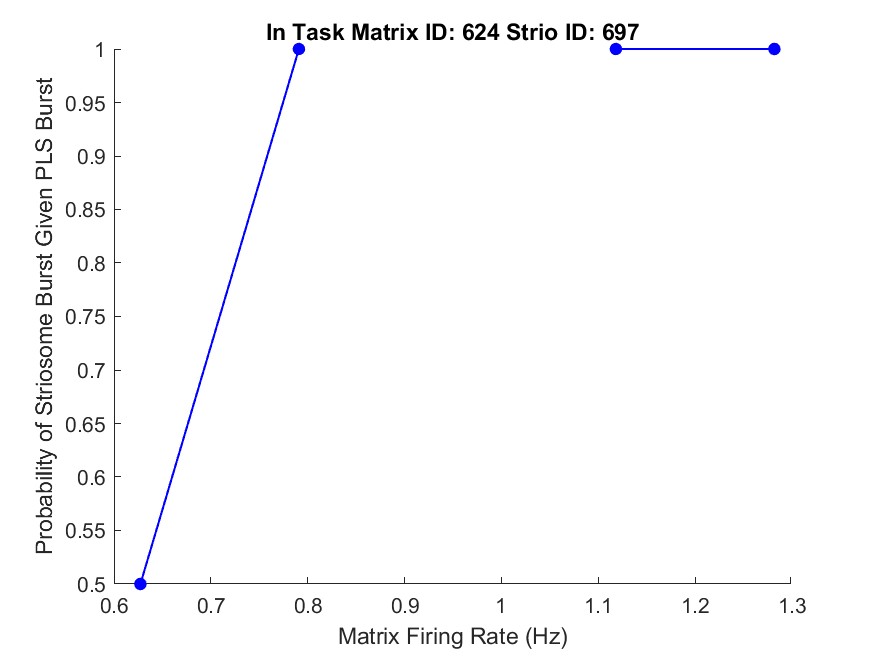 In Task Matrix ID: 624 Strio ID: 697
Probability of Striosome Burst Given PLS Burst
1
0.95
0.9
0.85
0.8
0.75
0.7
0.65
0.6
0.55
0.5
0.6 0.7 0.8 0.9 1 1.1 1.2 1.3
Matrix Firing Rate (Hz)